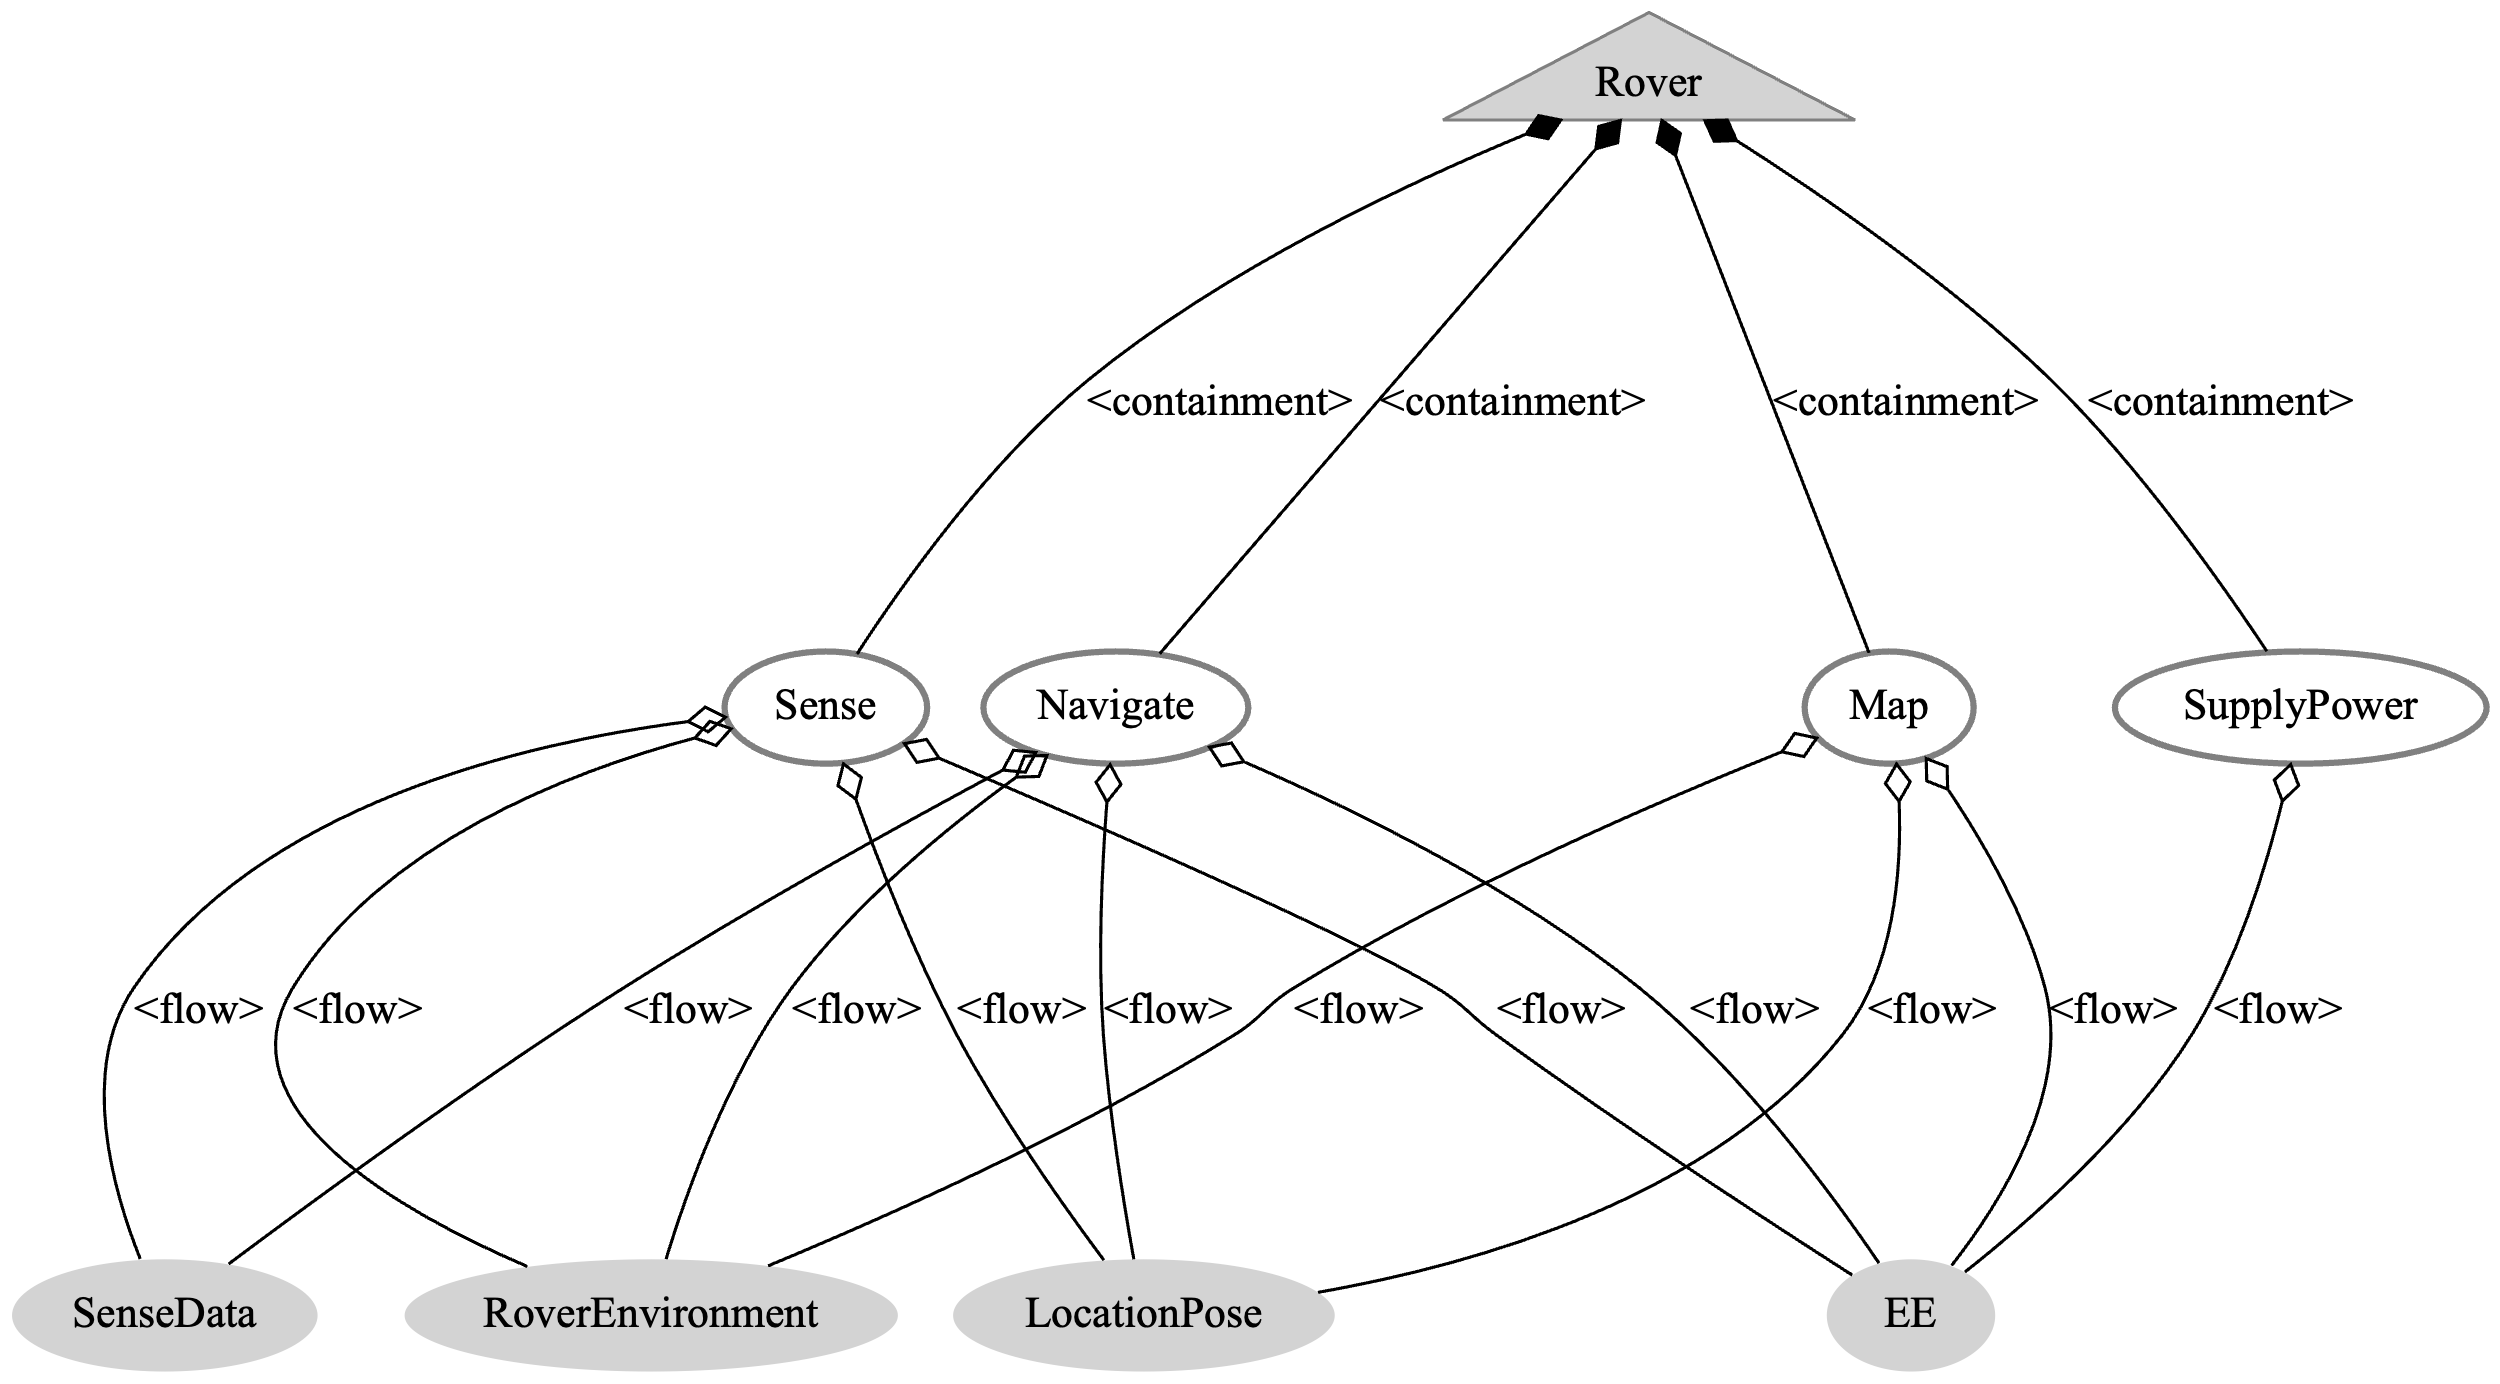 Rover
<containment> <containment> <containment> <containment>
Sense Navigate Map SupplyPower
<flow> <flow> <flow> <flow> <flow> <flow> <flow> <flow> <flow> <flow> <flow> <flow>
SenseData RoverEnvironment LocationPose EE